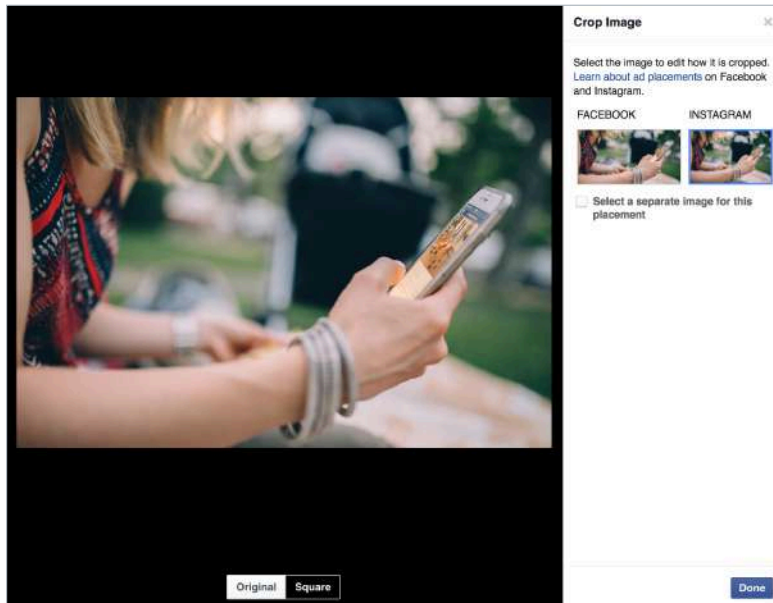 Crop Image
Select the image to edit how it is cropped.
Learn about ad placements on Facebook
and Instagram.
FACEBOOK
INSTAGRAM
Select a separate image for this
placement
Original
Square
Done